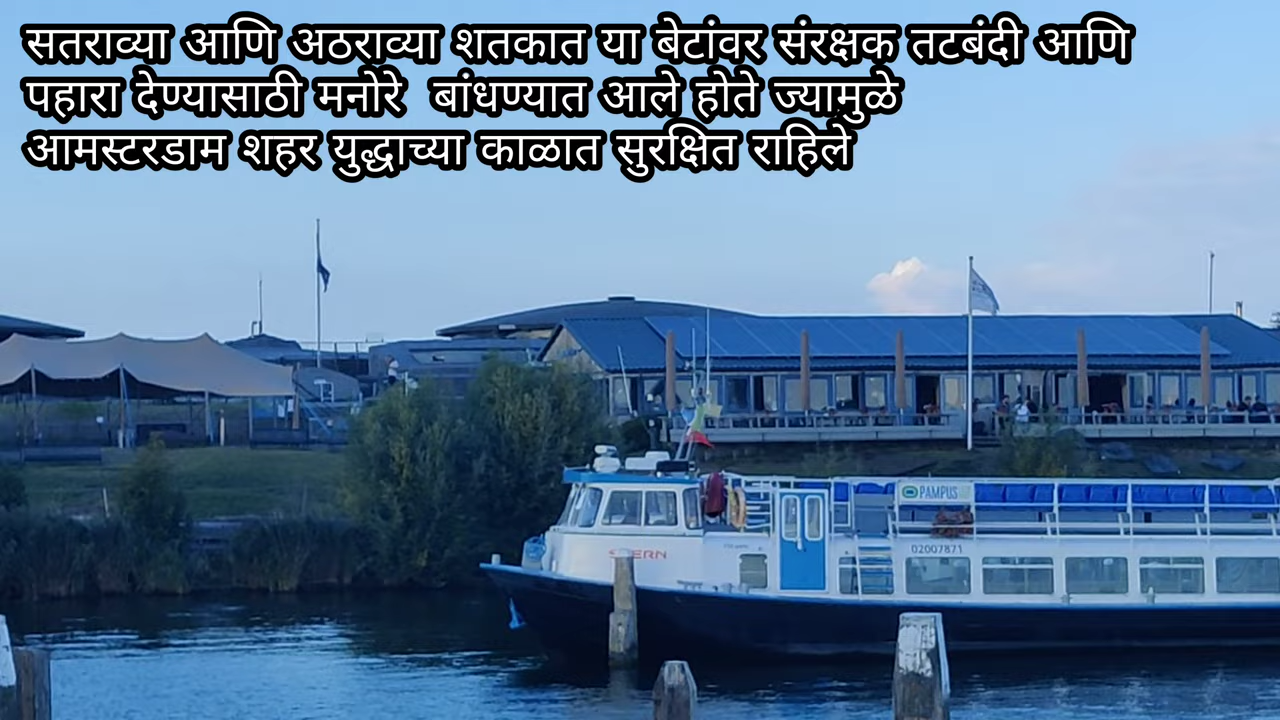 सतराव्या आणि अठराव्या शतकात या बेटांवर संरक्षक तटबंदी आणि
पहारा देण्यासाठी मनोरे  बांधण्यात आले होते ज्यामुळे
आमस्टरडाम शहर युद्धाच्या काळात सुरक्षित राहिले
PAMPUS
02007871